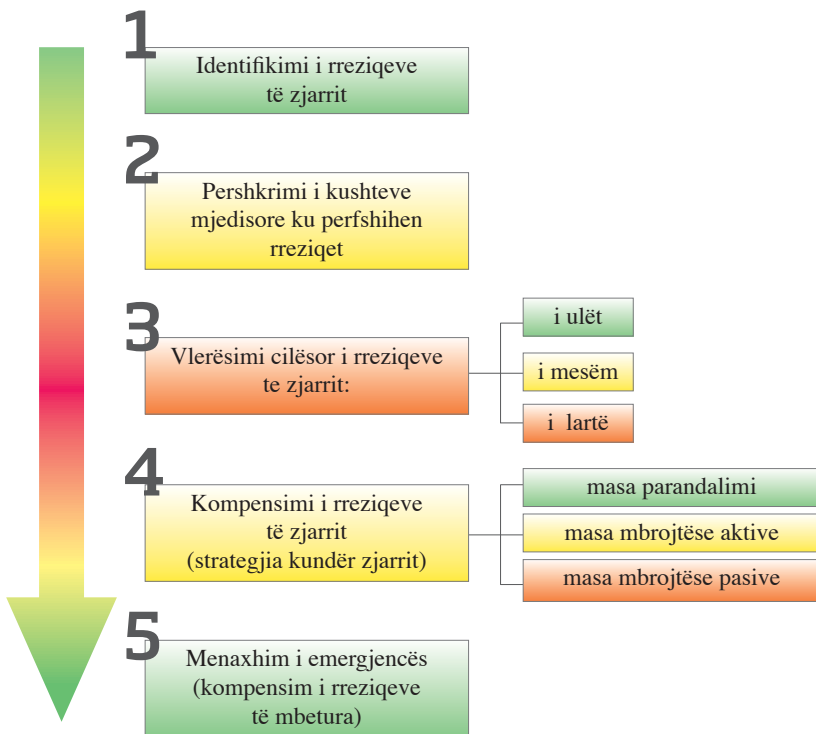 1
Identifikimi i rreziqeve
të zjarrit
2
Pershkrimi i kushteve
mjedisore ku perfshihen
rreziqet
3
Vlerësimi cilësor i rreziqeve
te zjarrit:
i ulët
i mesëm
i lartë
4
Kompensimi i rreziqeve
të zjarrit
(strategjia kundër zjarrit)
masa parandalimi
masa mbrojtëse aktive
masa mbrojtëse pasive
5
Menaxhim i emergjencës
(kompensim i rreziqeve
të mbetura)